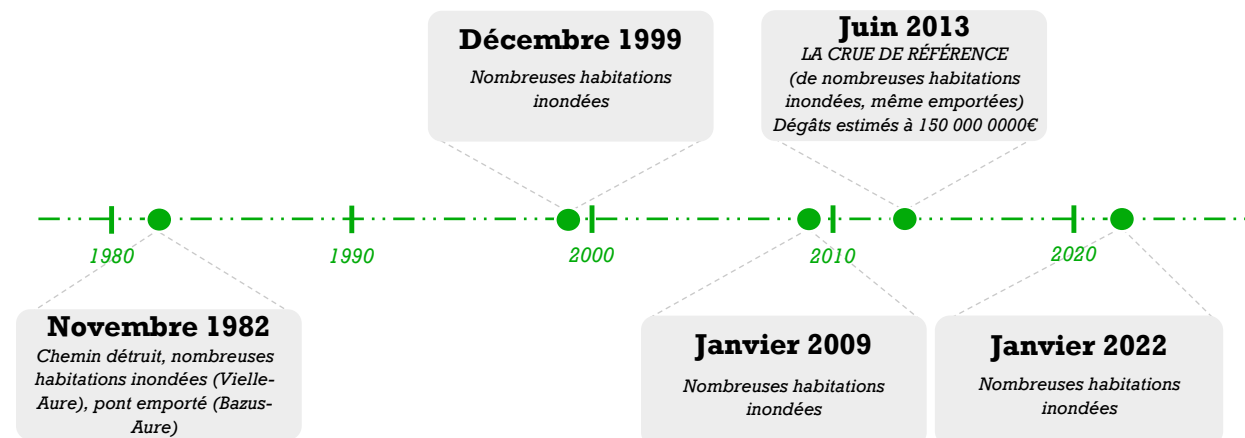 Décembre 1999
Nombreuses habitations
inondées
Juin 2013
LA CRUE DE RÉFÉRENCE
(de nombreuses habitations
inondées, même emportées)
Dégâts estimés à 150 000 0000€
1980
1990
2000
2010
2020
Novembre 1982
Chemin détruit, nombreuses
habitations inondées (Vielle-
Aure), pont emporté (Bazus-
Aure)
Janvier 2009
Nombreuses habitations
inondées
Janvier 2022
Nombreuses habitations
inondées